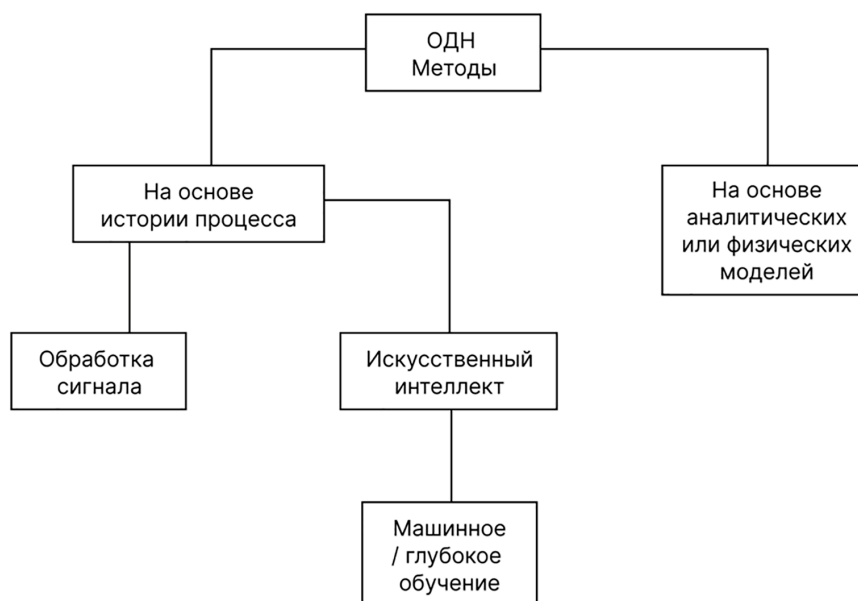 ОДН
Методы
На основе
истории процесса
На основе
аналитических
или физических
моделей
Обработка
сигнала
Искусственный
интеллект
Машинное
/ глубокое
обучение